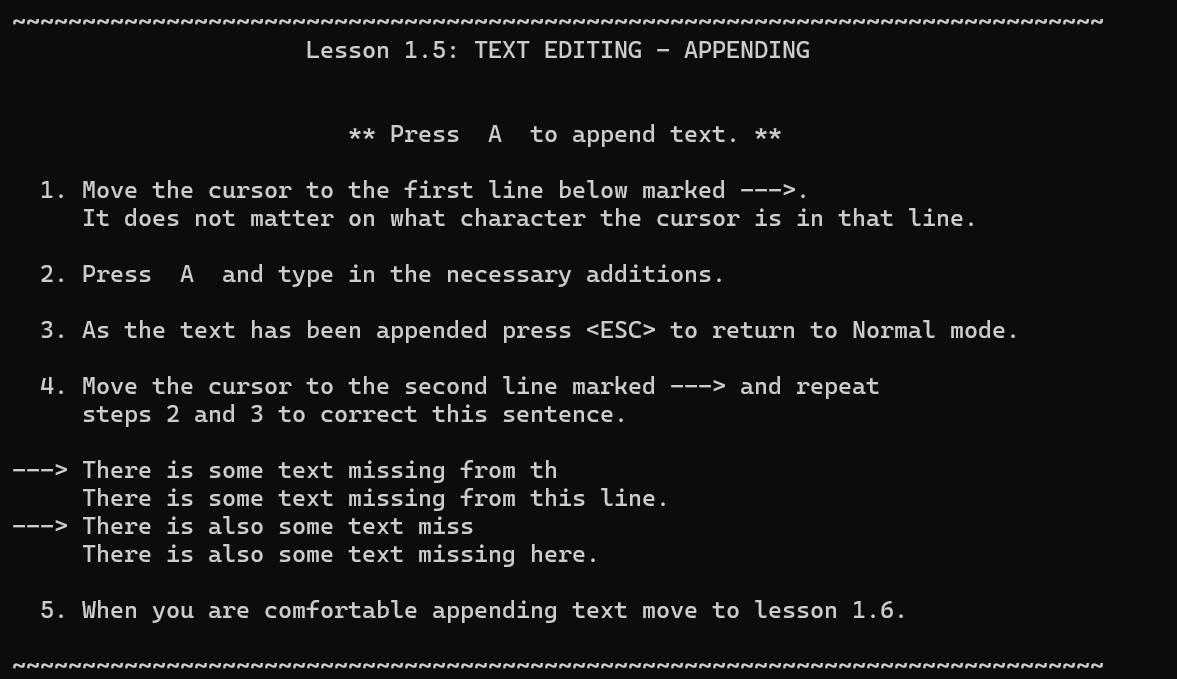 ~~~~~~~~~~~~~~~~~~~~~~~~~~~~~~~~~~~~~~~~~~~~~~~~~~~~~~~~~~~~~~~~~~~~~~~~~~~~~~
Lesson 1.5: TEXT EDITING - APPENDING
** Press  A  to append text. **
1. Move the cursor to the first line below marked --->.
It does not matter on what character the cursor is in that line.
2. Press  A  and type in the necessary additions.
3. As the text has been appended press <ESC> to return to Normal mode.
4. Move the cursor to the second line marked ---> and repeat
steps 2 and 3 to correct this sentence.
---> There is some text missing from th
There is some text missing from this line.
---> There is also some text miss
There is also some text missing here.
5. When you are comfortable appending text move to lesson 1.6.
~~~~~~~~~~~~~~~~~~~~~~~~~~~~~~~~~~~~~~~~~~~~~~~~~~~~~~~~~~~~~~~~~~~~~~~~~~~~~~